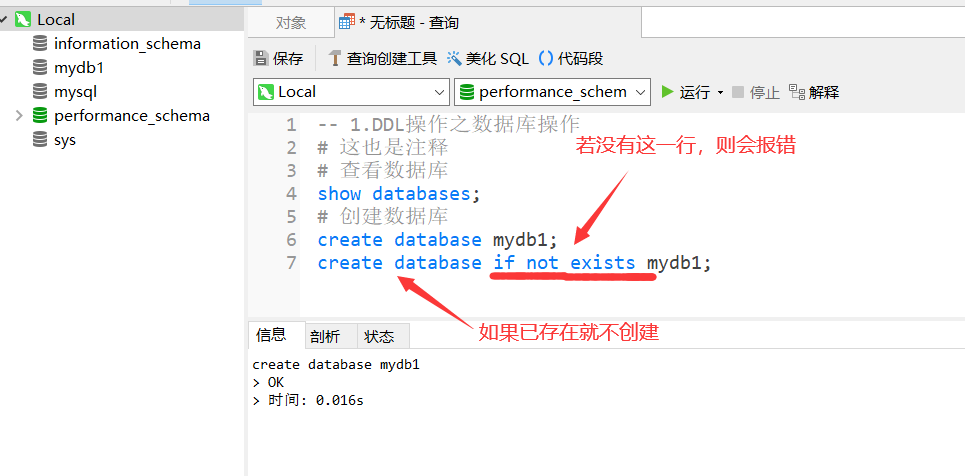 Local
information_schema
mydb1
mysql
performance_schema
sys
对象
* 无标题 - 查询
保存
查询创建工具
美化 SQL
() 代码段
Local
performance_schem
运行
停止
解释
1 -- 1.DDL操作之数据库操作
2 # 这也是注释
3 # 查看数据库
4 show databases;
5 # 创建数据库
6 create database mydb1;
7 create database if not exists mydb1;
若没有这一行，则会报错
如果已存在就不创建
信息
剖析
状态
create database mydb1
> OK
> 时间: 0.016s